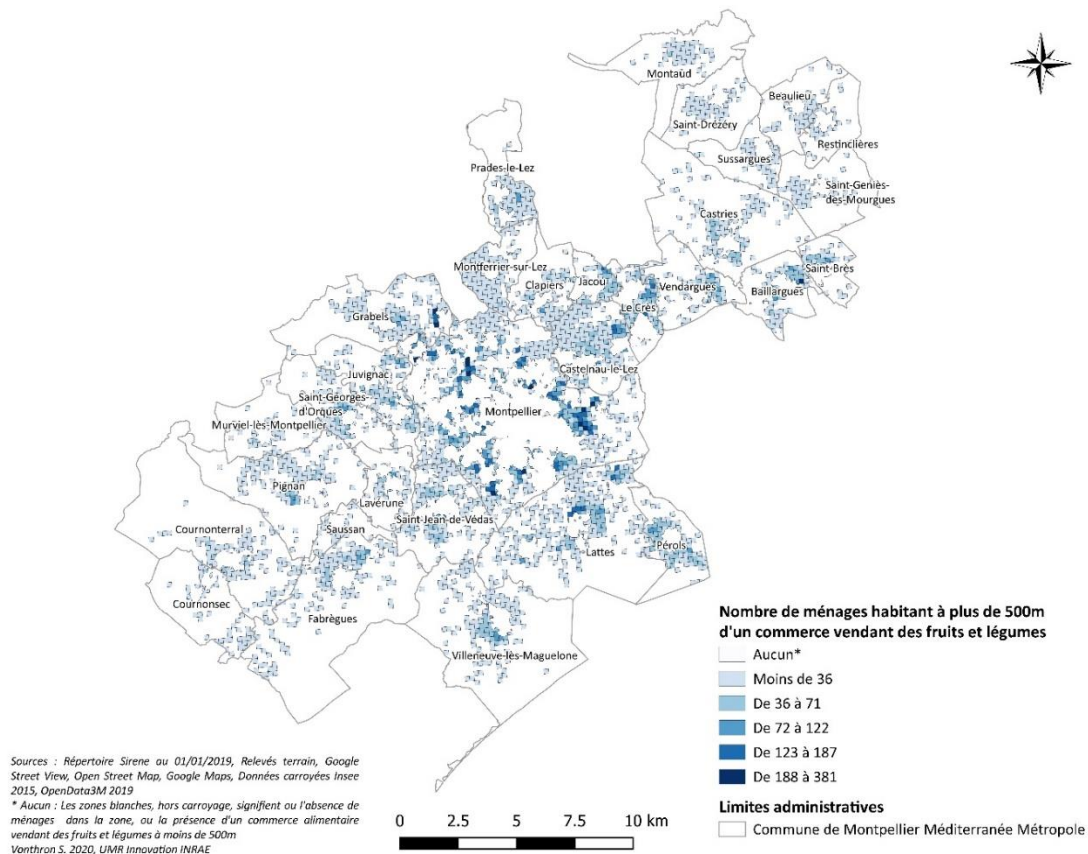 Montaud
Beaulieu
Saint-Drézéry
Restinclières
Sussargues
Prades-le-Lez
Saint-Geniès-
des-Mourgues
Castries
Montferrier-sur-Lez
Saint-Brès
Clapiers
Jacou
Vendargues
Baillargues
Le Crès
Grabels
Castelnau-le-Lez
Juvignac
Saint-Georges-
d'Orques
Montpellier
Murviel-lès-Montpellier
Pignan
Lavérune
Saint-Jean-de-Védas
Cournonterral
Saussan
Lattes
Pérols
Cournonsec
Fabrègues
Villeneuve-lès-Maguelone
Nombre de ménages habitant à plus de 500m
d'un commerce vendant des fruits et légumes
Aucun*
Moins de 36
De 36 à 71
De 72 à 122
De 123 à 187
De 188 à 381
Limites administratives
Commune de Montpellier Méditerranée Métropole
Sources : Répertoire Sirene au 01/01/2019, Relevés terrain, Google
Street View, Open Street Map, Google Maps, Données carroyées Insee
2015, OpenData3M 2019
* Aucun : Les zones blanches, hors carroyage, signifient ou l'absence de
ménages dans la zone, ou la présence d'un commerce alimentaire
vendant des fruits et légumes à moins de 500m
Vonthron S. 2020, UMR Innovation INRAE
0 2.5 5 7.5 10 km